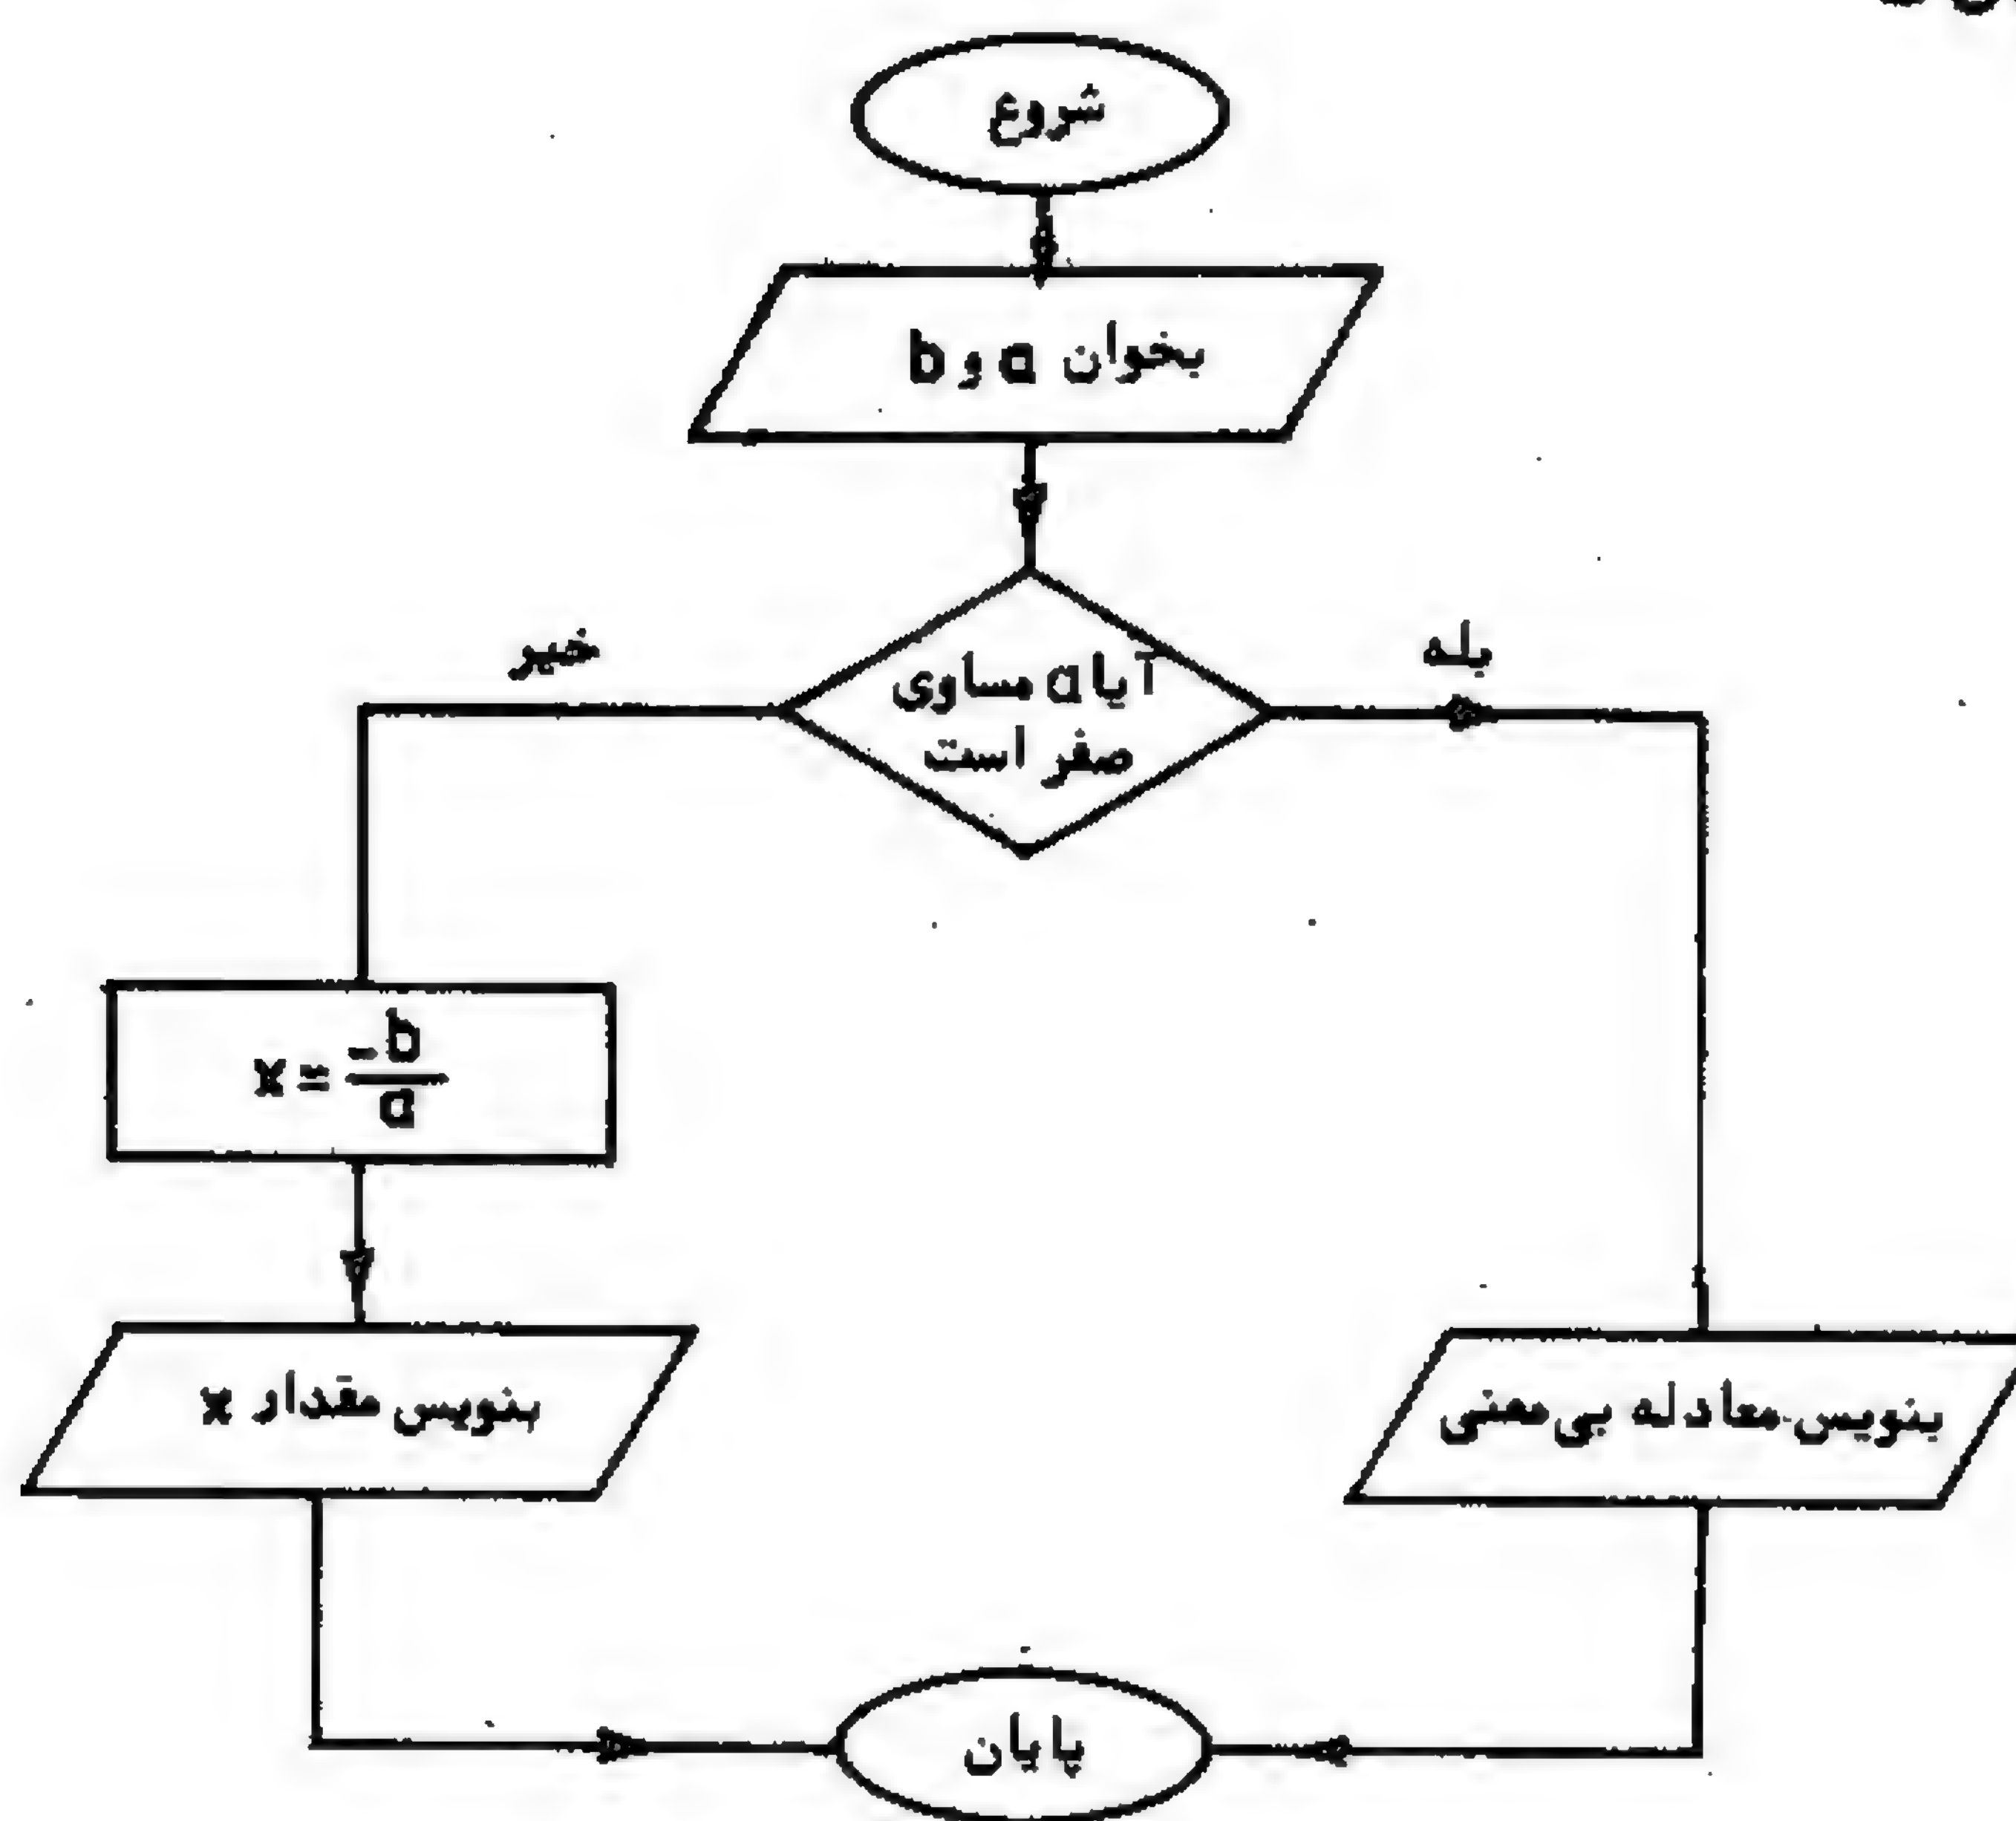 شروع
بخوان a و b
خیر
بله
آیا a مساوی
صفر است
x = -b/a
بنویس مقدار x
بنویس معادله بی معنی
پایان